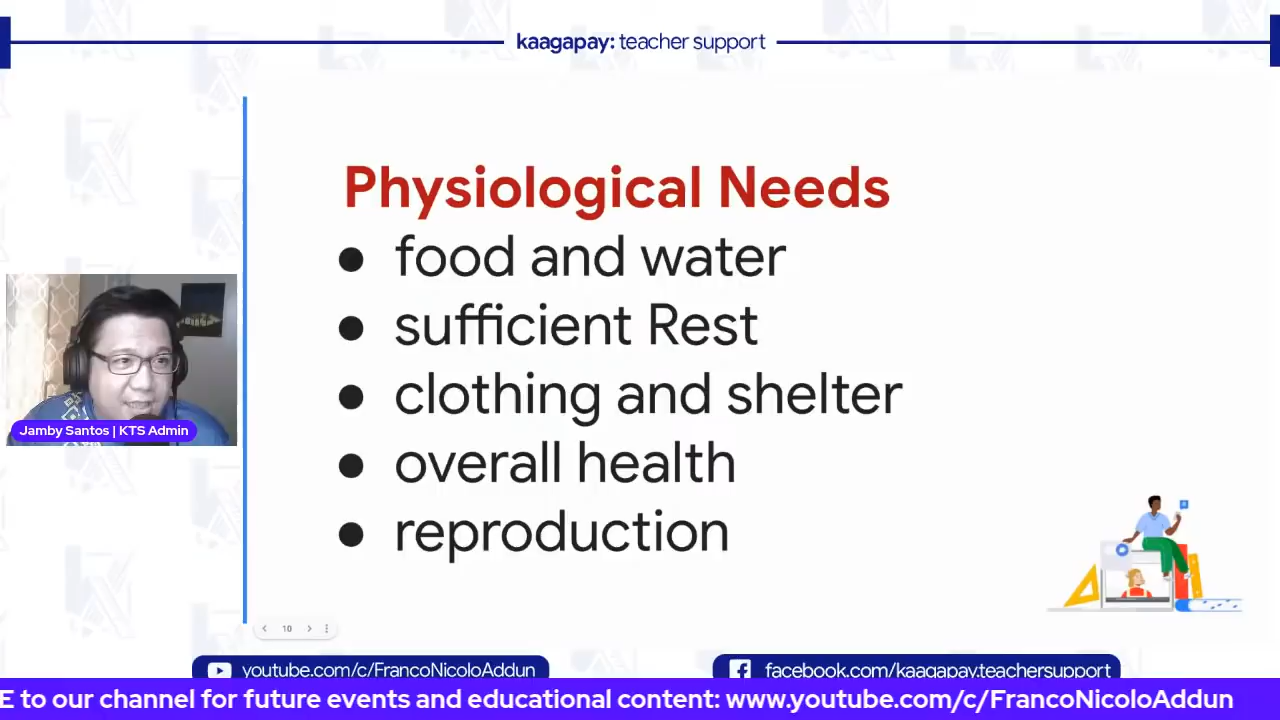 kaagapay: teacher support
Physiological Needs
● food and water
● sufficient Rest
● clothing and shelter
● overall health
● reproduction
Jamby Santos | KTS Admin
10
youtube.com/c/FrancoNicoloAddun
facebook.com/kaagapay.teachersupport
E to our channel for future events and educational content: www.youtube.com/c/FrancoNicoloAddun